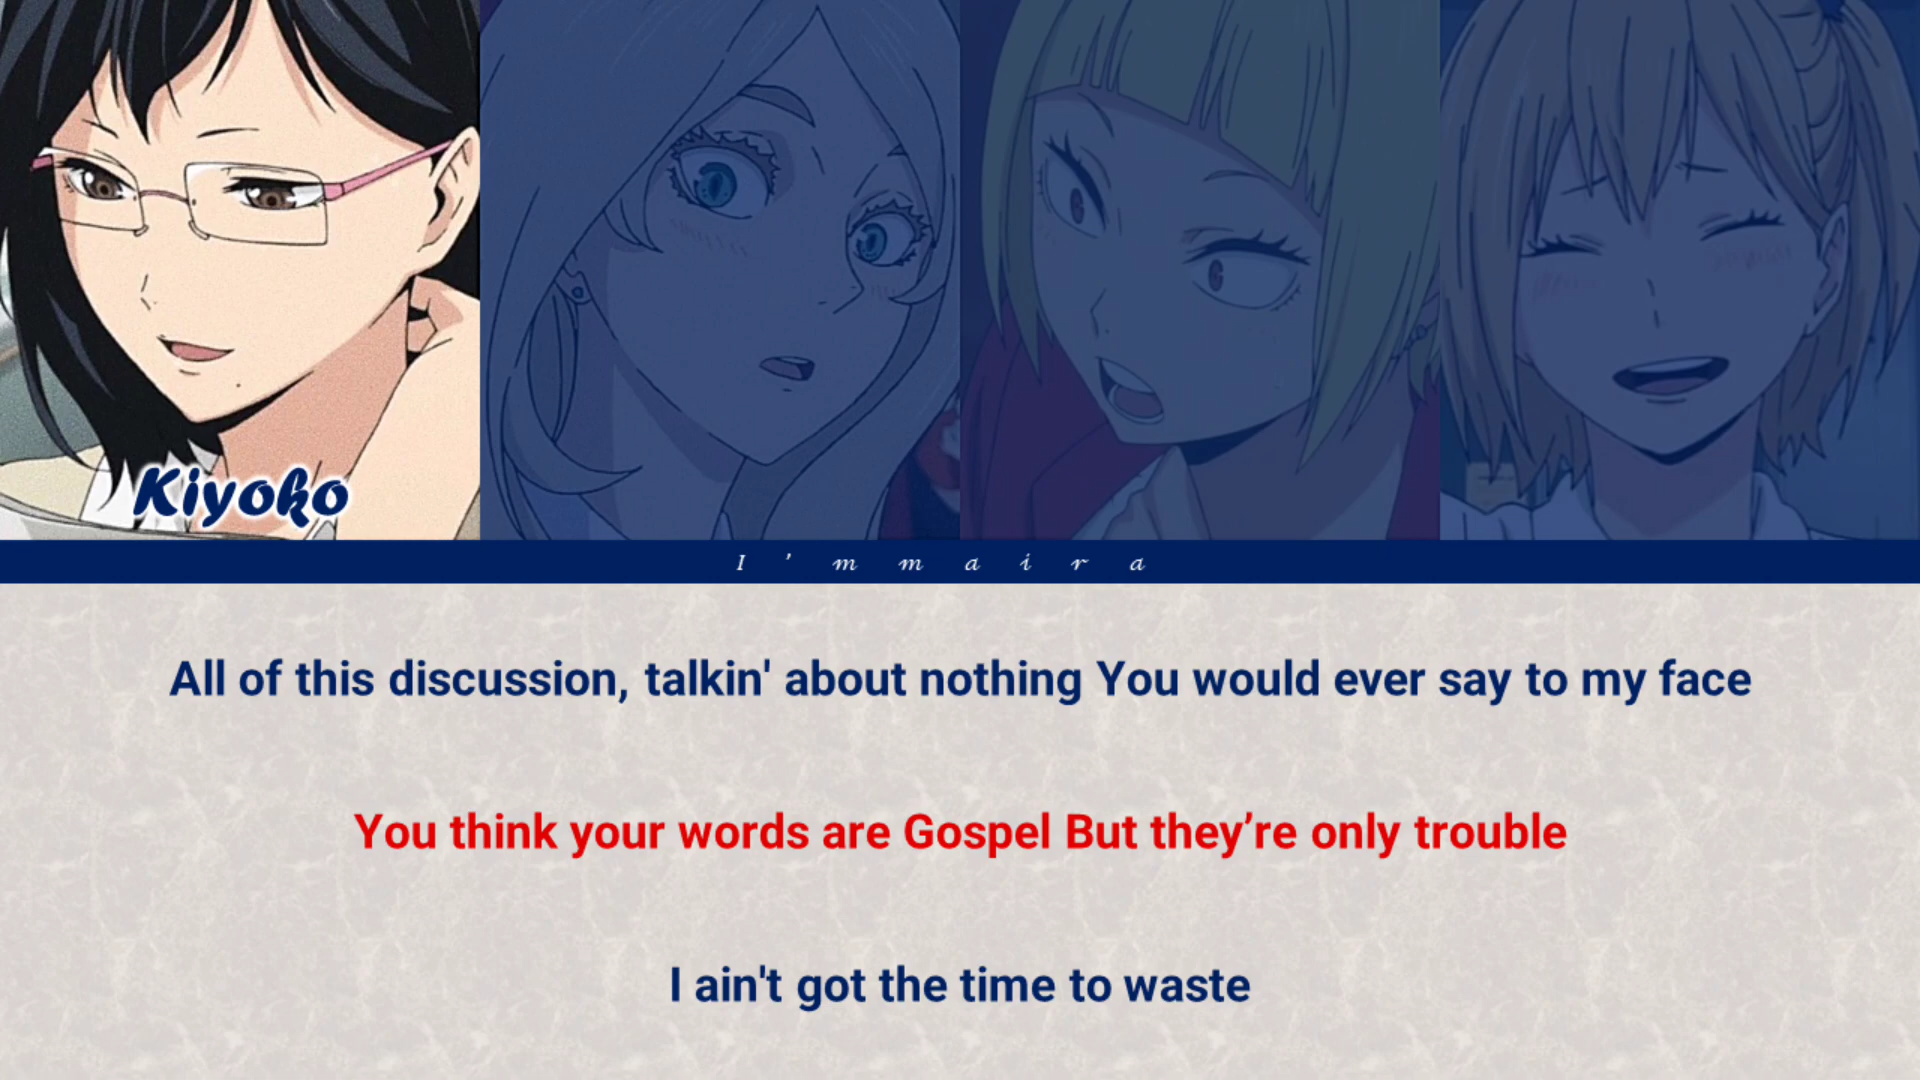 Kiyoko
I'mmaira
All of this discussion, talkin' about nothing You would ever say to my face
You think your words are Gospel But they’re only trouble
I ain't got the time to waste